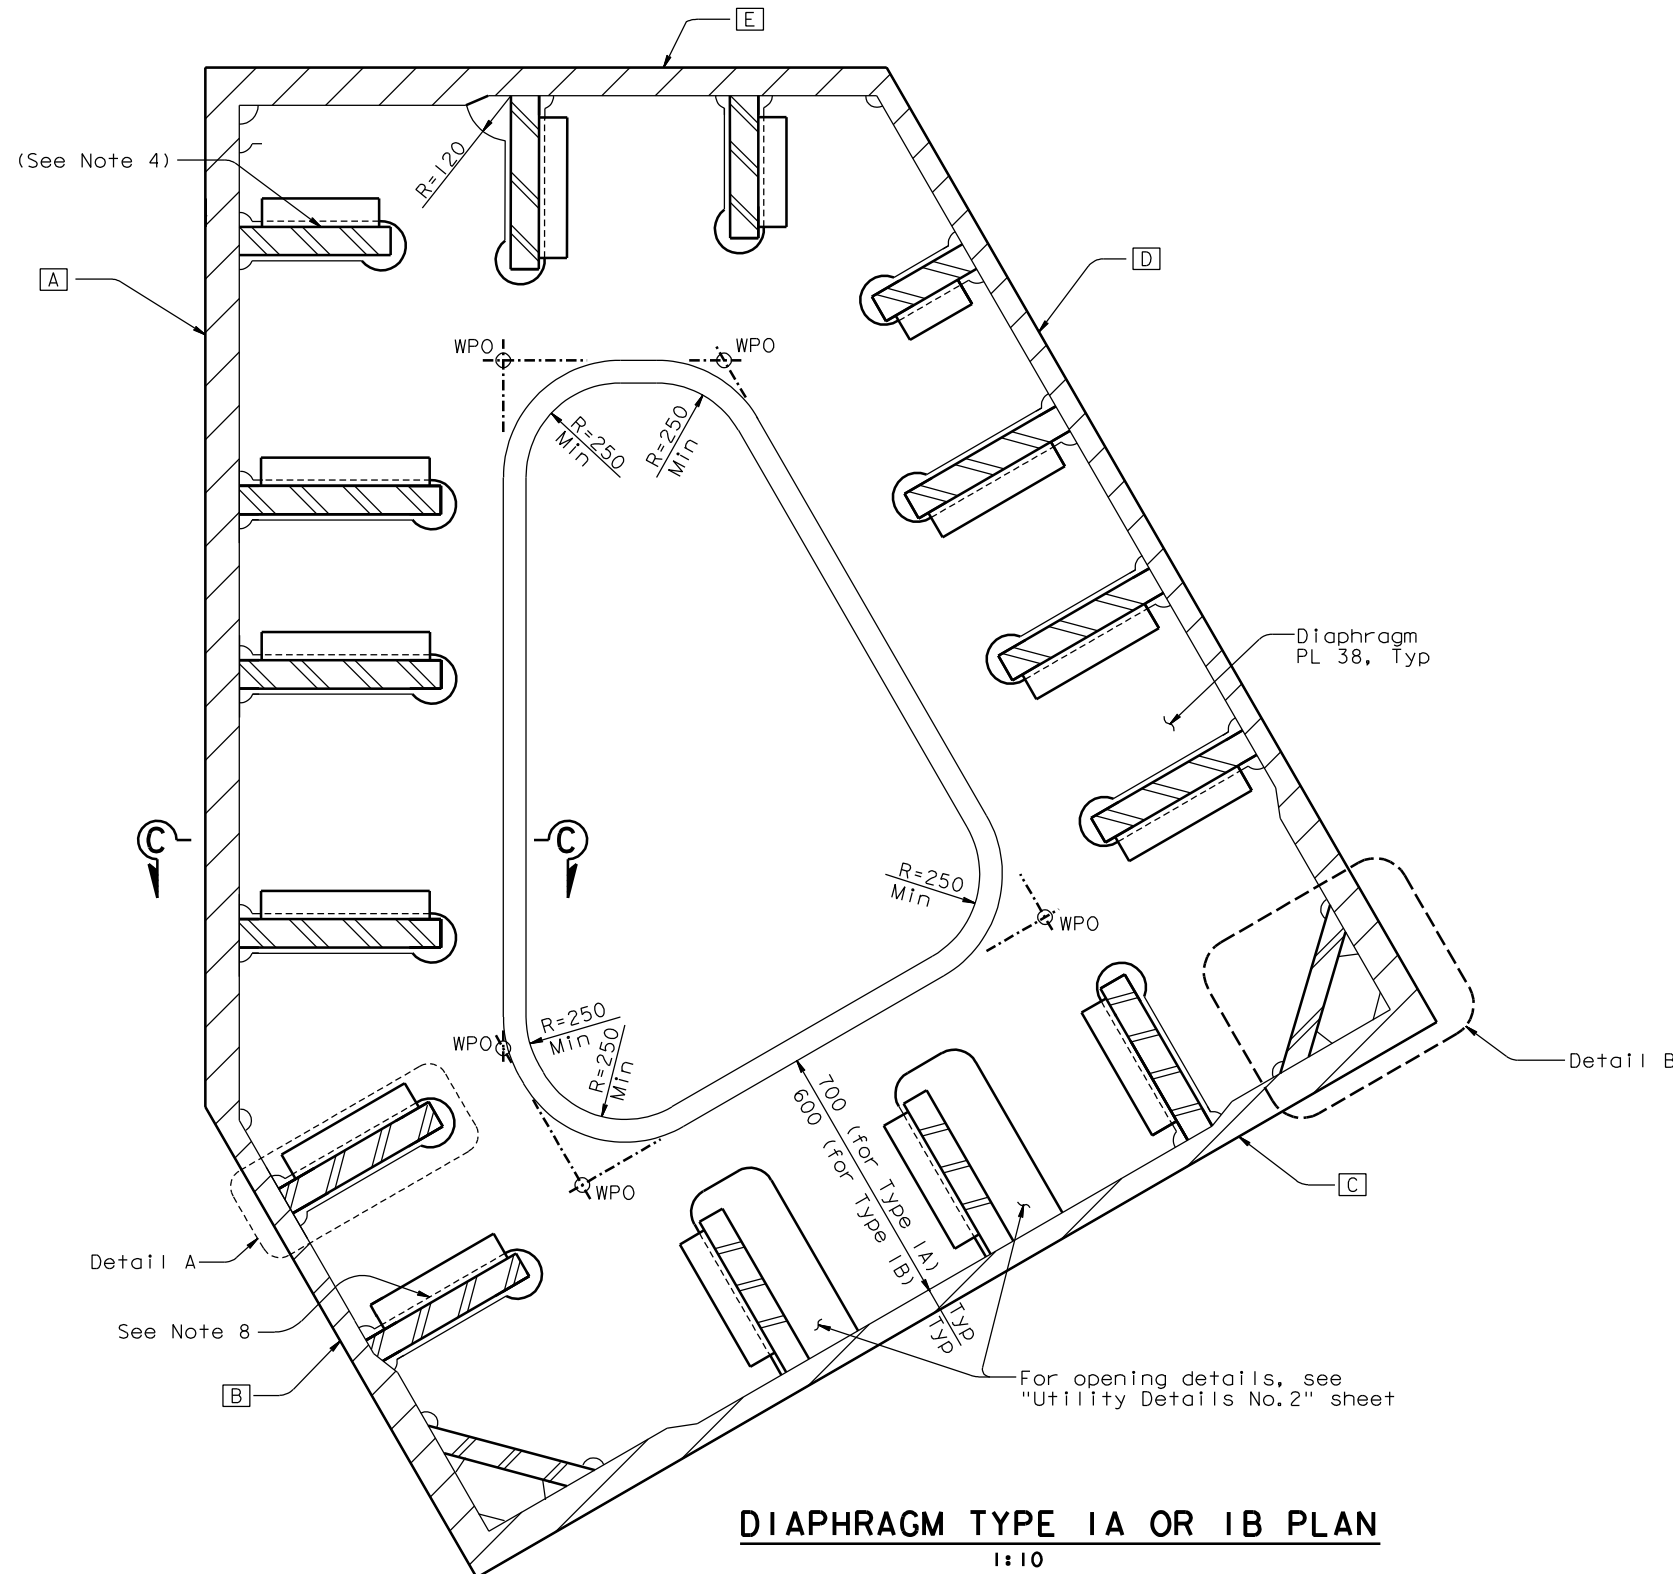 E
(See Note 4)
R=120
A
D
WPO
WPO
R=250
Min
R=250
Min
Diaphragm
PL 38, Typ
C
C
R=250
Min
WPO
WPO
R=250
Min
R=250
Min
Detail B
700 (for Type 1A)
600 (for Type 1B)
Typ
Typ
WPO
C
Detail A
See Note 8
B
For opening details, see
"Utility Details No.2" sheet
DIAPHRAGM TYPE 1A OR 1B PLAN
1:10